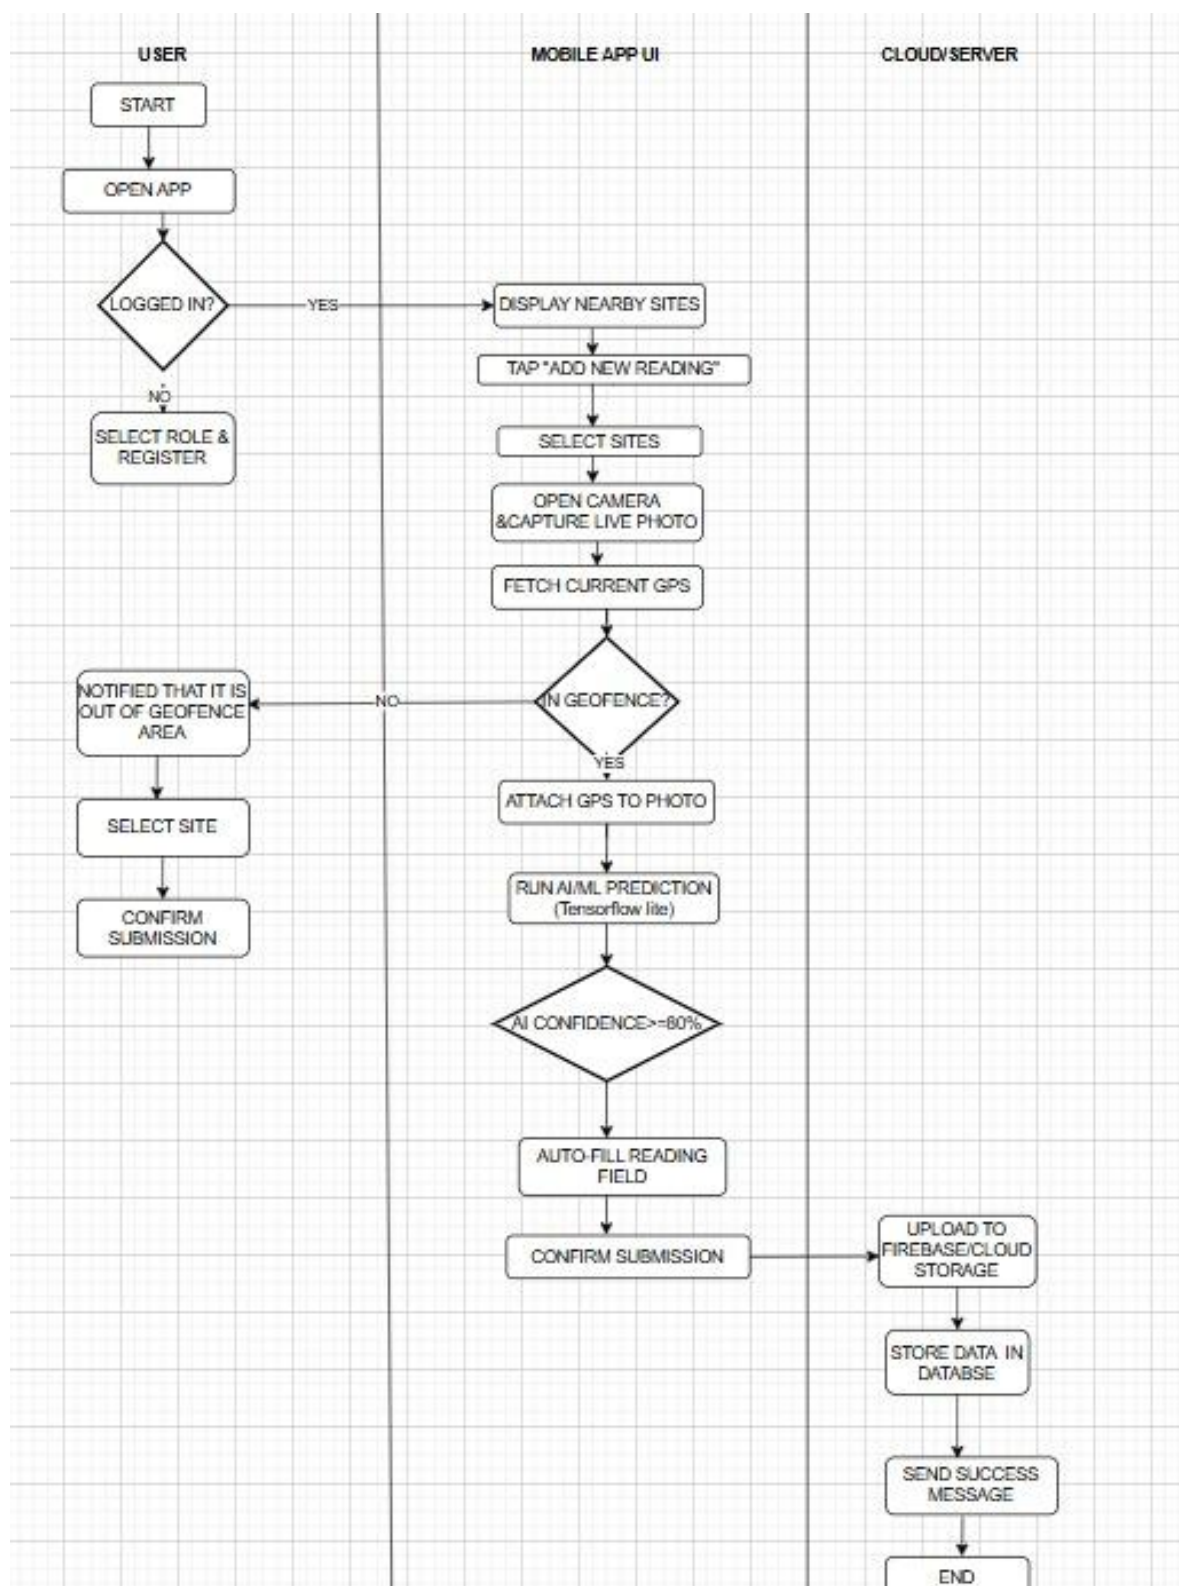 USER
MOBILE APP UI
CLOUD/SERVER
START
OPEN APP
LOGGED IN?
YES
NO
SELECT ROLE &
REGISTER
DISPLAY NEARBY SITES
TAP "ADD NEW READING"
SELECT SITES
OPEN CAMERA
&CAPTURE LIVE PHOTO
FETCH CURRENT GPS
IN GEOFENCE?
NO
NOTIFIED THAT IT IS
OUT OF GEOFENCE
AREA
SELECT SITE
CONFIRM
SUBMISSION
YES
ATTACH GPS TO PHOTO
RUN AI/ML PREDICTION
(Tensorflow lite)
AI CONFIDENCE>=80%
AUTO-FILL READING
FIELD
CONFIRM SUBMISSION
UPLOAD TO
FIREBASE/CLOUD
STORAGE
STORE DATA IN
DATABSE
SEND SUCCESS
MESSAGE
END